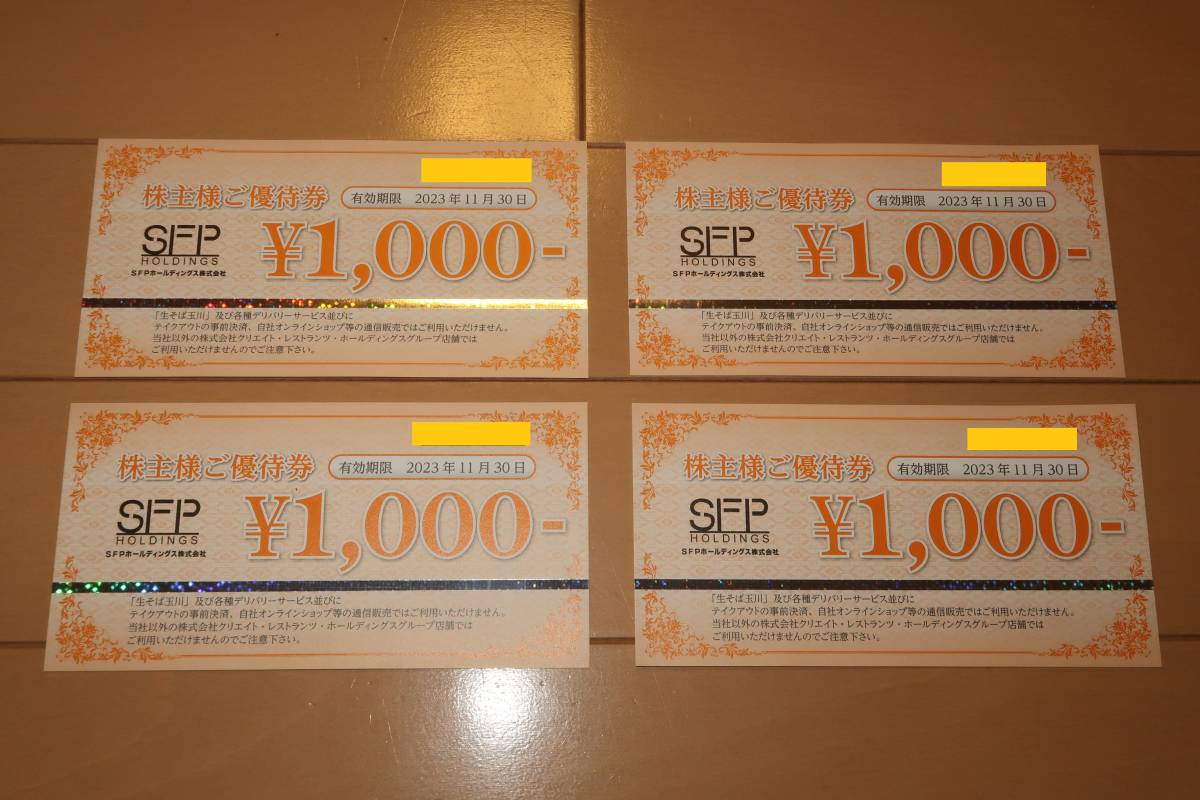 株主様ご優待券
有効期限 2023年11月30日
SFP
HOLDINGS
SFPホールディングス株式会社
¥1,000-
「生そば玉川」及び各種デリバリーサービス並びに
テイクアウトの事前決済、自社オンラインショップ等の通信販売ではご利用いただけません。
当社以外の株式会社クリエイト・レストランツ・ホールディングスグループ店舗では
ご利用いただけませんのでご注意下さい。
株主様ご優待券
有効期限 2023年11月30日
SFP
HOLDINGS
SFPホールディングス株式会社
¥1,000-
「生そば玉川」及び各種デリバリーサービス並びに
テイクアウトの事前決済、自社オンラインショップ等の通信販売ではご利用いただけません。
当社以外の株式会社クリエイト・レストランツ・ホールディングスグループ店舗では
ご利用いただけませんのでご注意下さい。
株主様ご優待券
有効期限 2023年11月30日
SFP
HOLDINGS
SFPホールディングス株式会社
¥1,000-
「生そば玉川」及び各種デリバリーサービス並びに
テイクアウトの事前決済、自社オンラインショップ等の通信販売ではご利用いただけません。
当社以外の株式会社クリエイト・レストランツ・ホールディングスグループ店舗では
ご利用いただけませんのでご注意下さい。
株主様ご優待券
有効期限 2023年11月30日
SFP
HOLDINGS
SFPホールディングス株式会社
¥1,000-
「生そば玉川」及び各種デリバリーサービス並びに
テイクアウトの事前決済、自社オンラインショップ等の通信販売ではご利用いただけません。
当社以外の株式会社クリエイト・レストランツ・ホールディングスグループ店舗では
ご利用いただけませんのでご注意下さい。